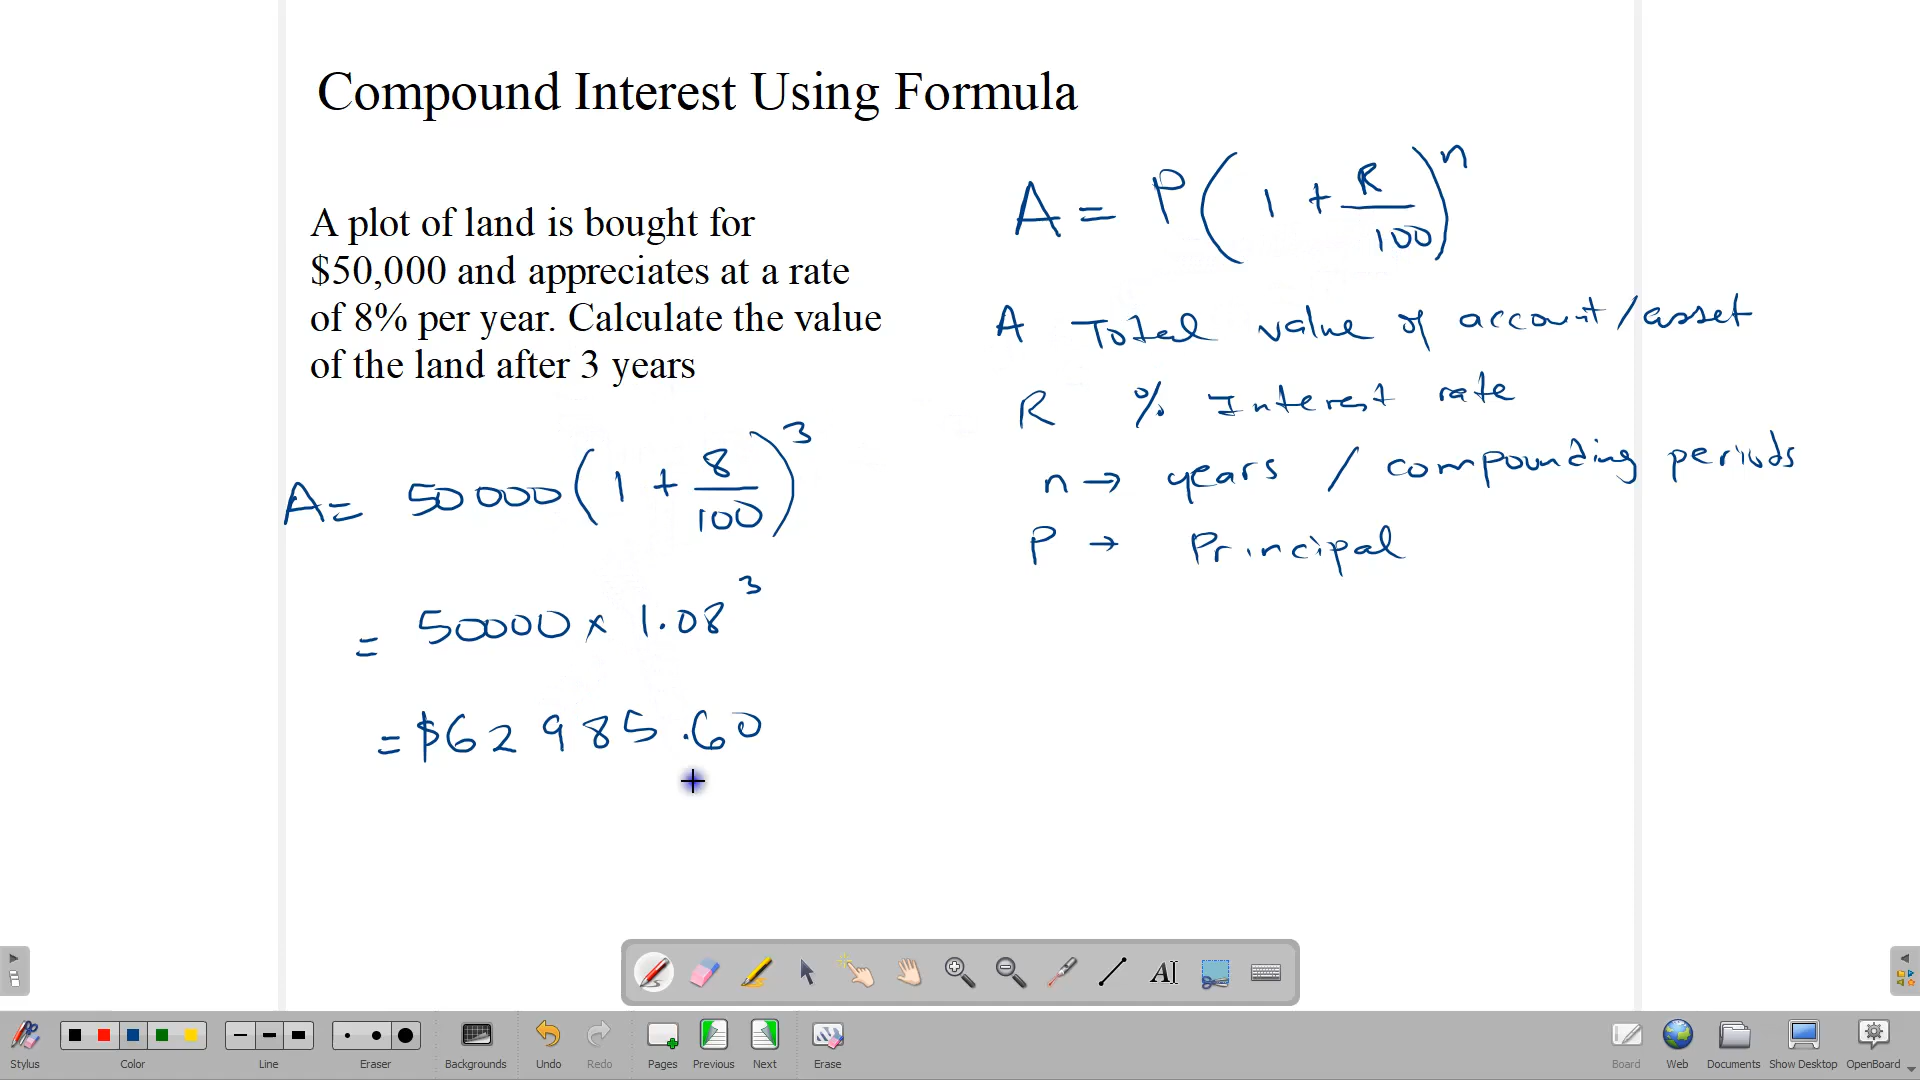 Compound Interest Using Formula
A plot of land is bought for
$50,000 and appreciates at a rate
of 8% per year. Calculate the value
of the land after 3 years
A = 50000 ( 1 + 8/100 )^3
= 50000 × 1.08^3
= $62985.60
A = P ( 1 + R/100 )^n
A Total value of account/asset
R % Interest rate
n → years / compounding periods
P → Principal
AI
Stylus Color Line Eraser Backgrounds Undo Redo Pages Previous Next Erase Board Web Documents Show Desktop OpenBoard